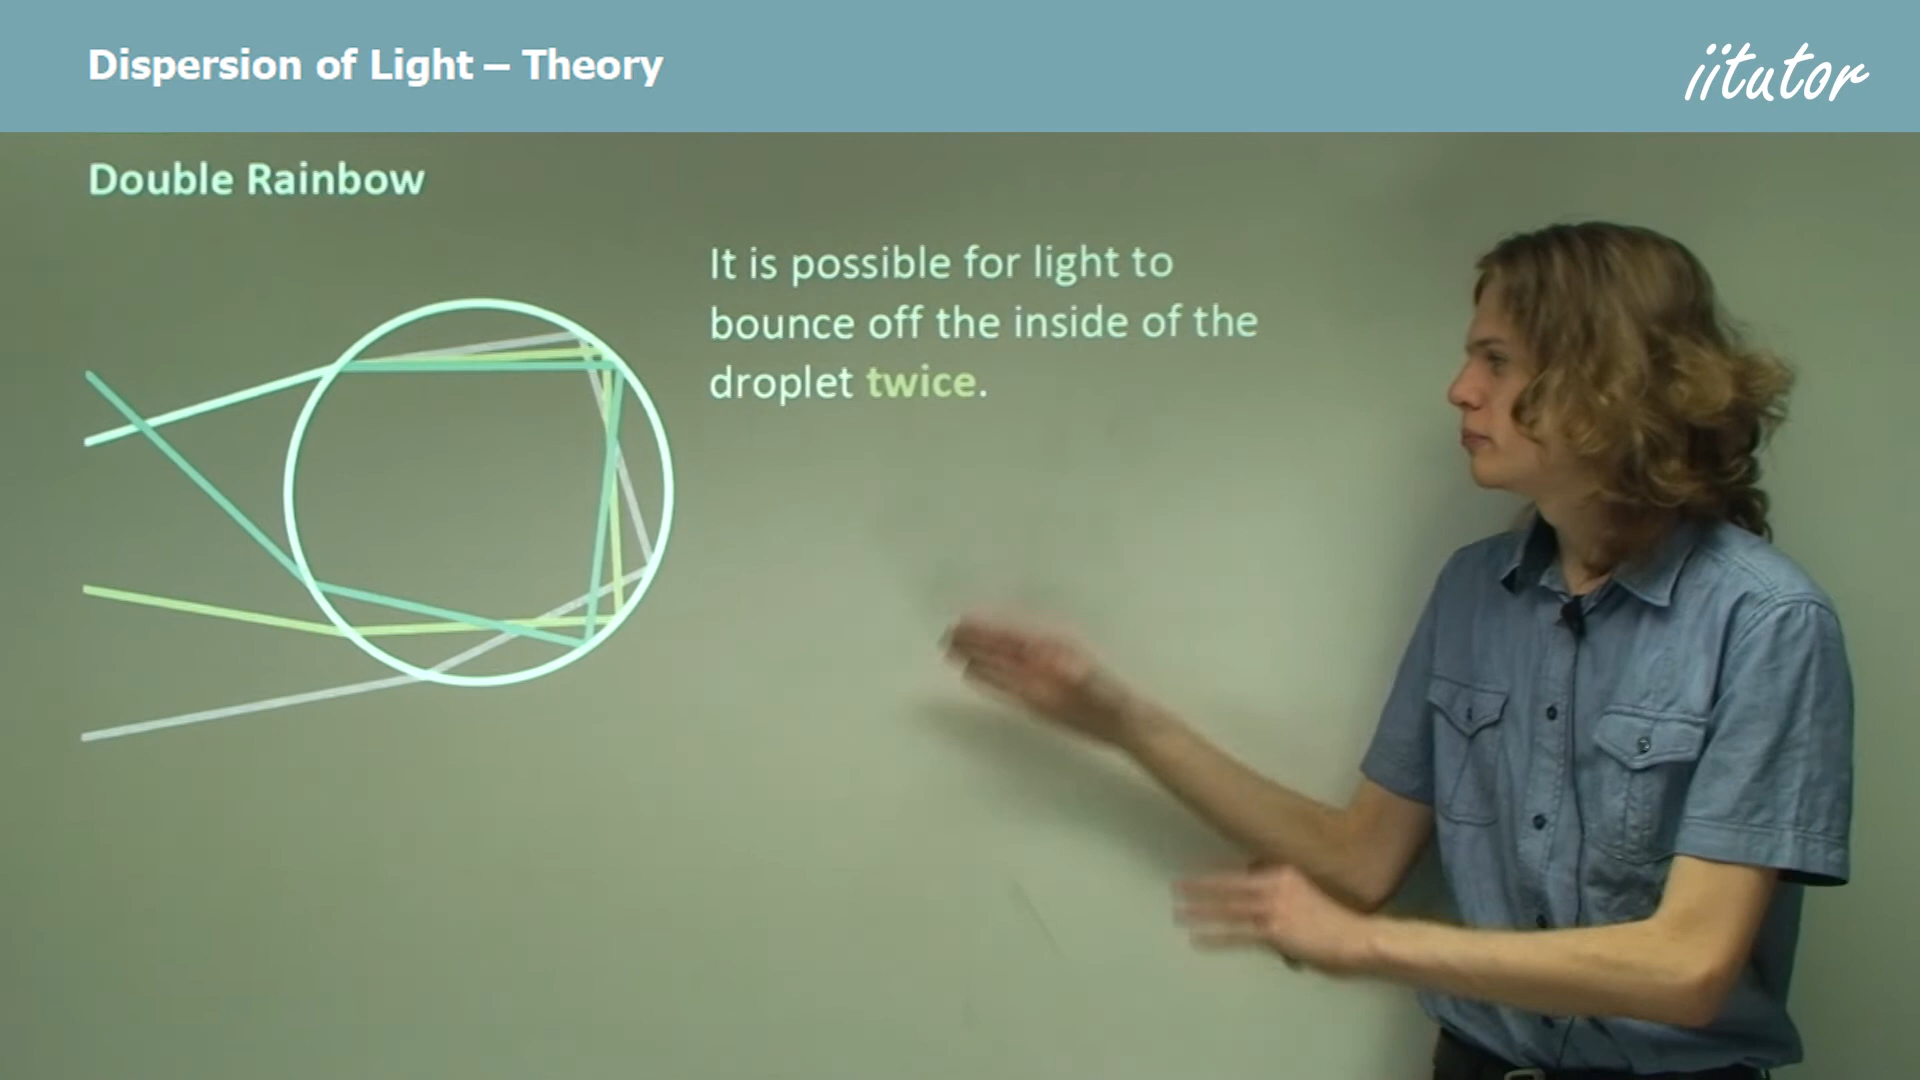 Dispersion of Light – Theory
iitutor
Double Rainbow
It is possible for light to
bounce off the inside of the
droplet twice.